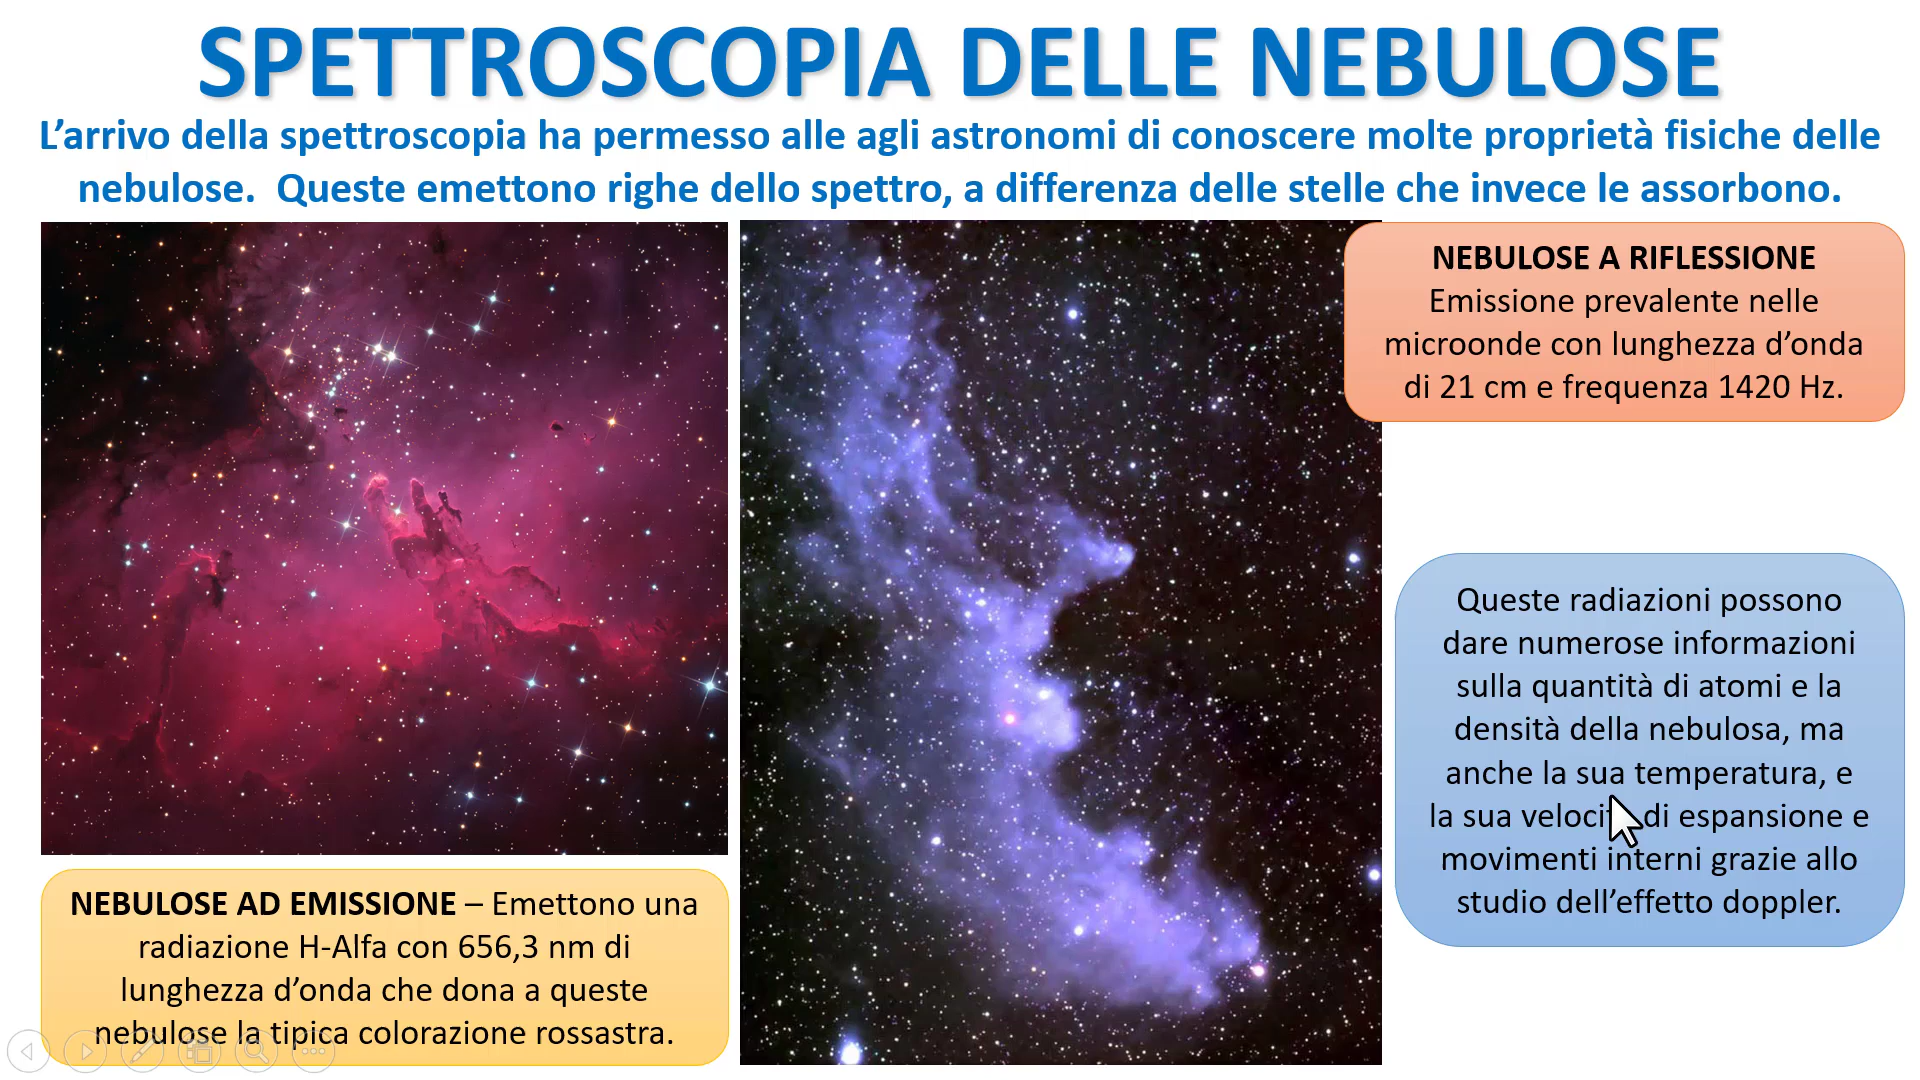 SPETTROSCOPIA DELLE NEBULOSE
L’arrivo della spettroscopia ha permesso alle agli astronomi di conoscere molte proprietà fisiche delle
nebulose.  Queste emettono righe dello spettro, a differenza delle stelle che invece le assorbono.
NEBULOSE A RIFLESSIONE
Emissione prevalente nelle
microonde con lunghezza d’onda
di 21 cm e frequenza 1420 Hz.
Queste radiazioni possono
dare numerose informazioni
sulla quantità di atomi e la
densità della nebulosa, ma
anche la sua temperatura, e
la sua velocità di espansione e
movimenti interni grazie allo
studio dell’effetto doppler.
NEBULOSE AD EMISSIONE – Emettono una
radiazione H-Alfa con 656,3 nm di
lunghezza d’onda che dona a queste
nebulose la tipica colorazione rossastra.